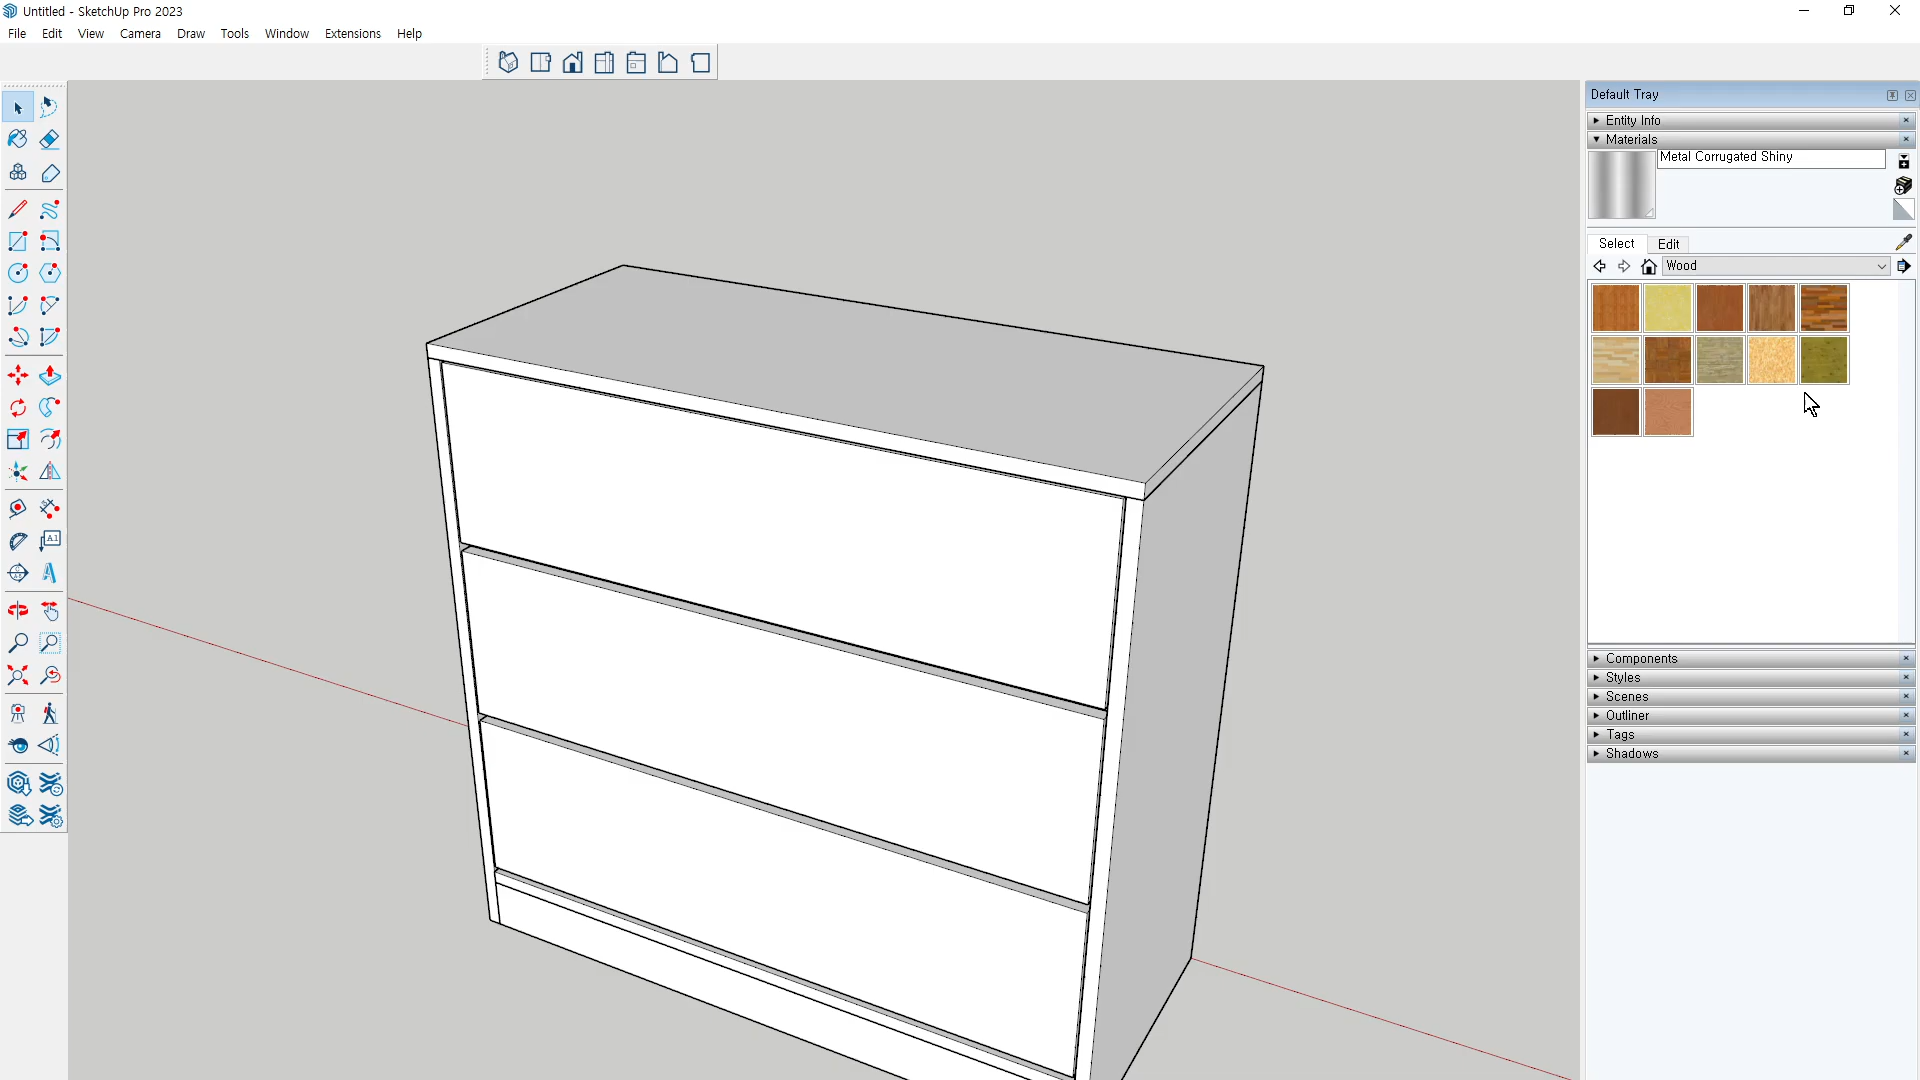 Untitled - SketchUp Pro 2023
File Edit View Camera Draw Tools Window Extensions Help
Default Tray
Entity Info
Materials
Metal Corrugated Shiny
Select Edit
Wood
A1
Components
Styles
Scenes
Outliner
Tags
Shadows